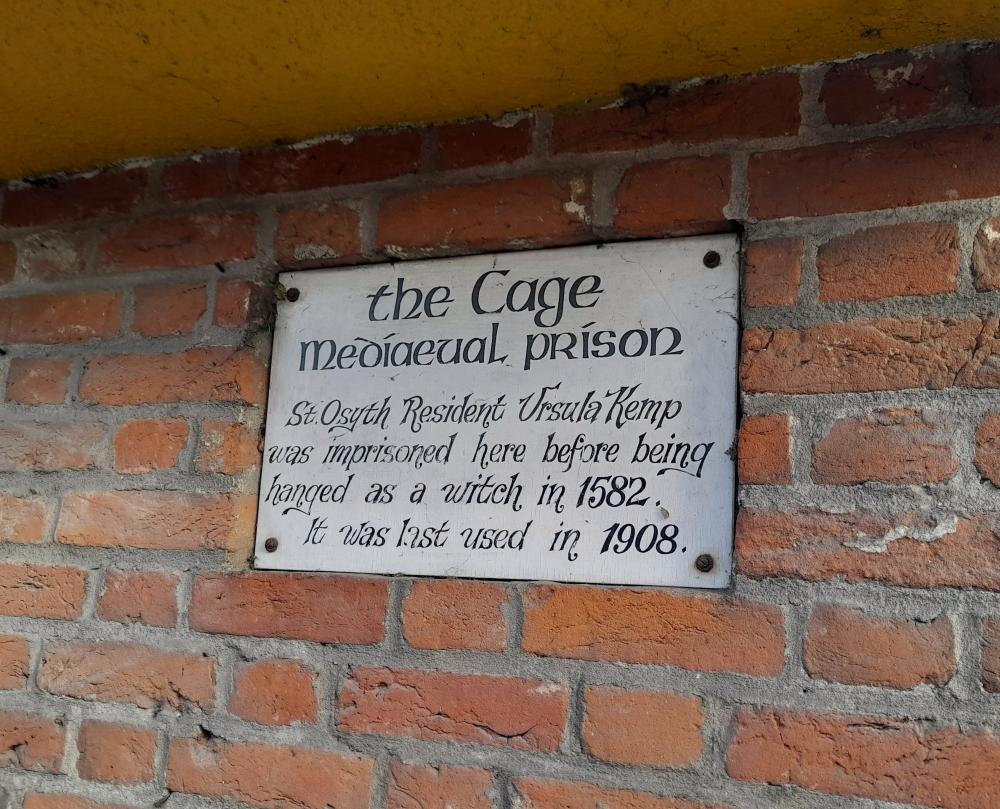 the Cage
mediaeval prison
St. Osyth Resident Ursula Kemp
was imprisoned here before being
hanged as a witch in 1582.
It was last used in 1908.